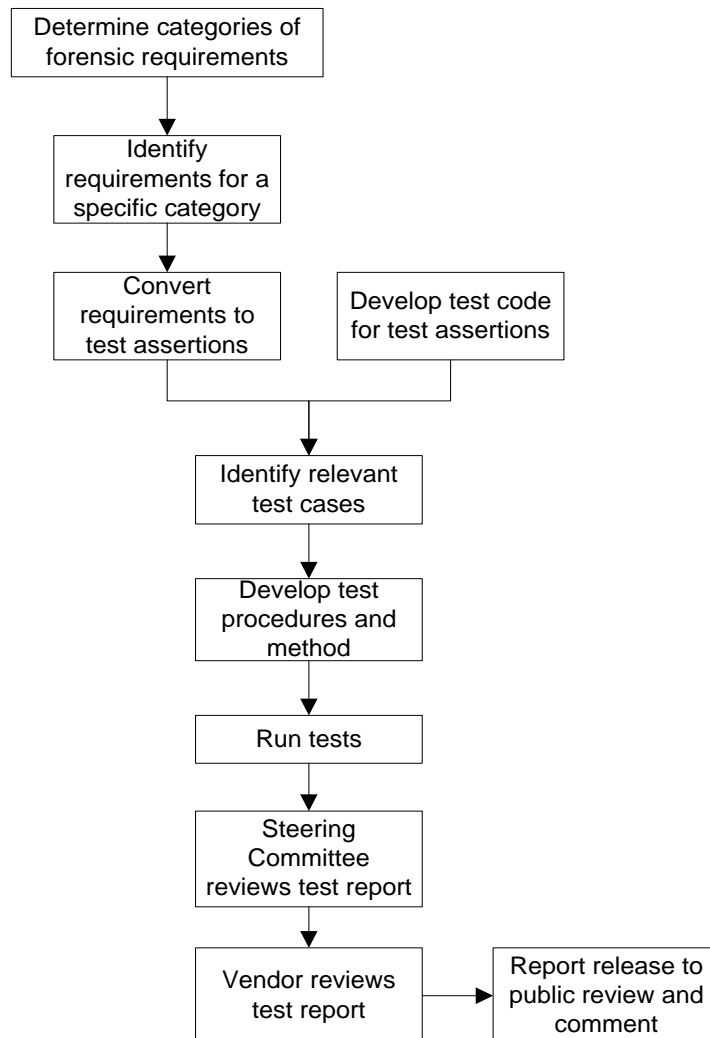 Determine categories of
forensic requirements
Identify
requirements for a
specific category
Convert
requirements to
test assertions
Develop test code
for test assertions
Identify relevant
test cases
Develop test
procedures and
method
Run tests
Steering
Committee
reviews test report
Vendor reviews
test report
Report release to
public review and
comment